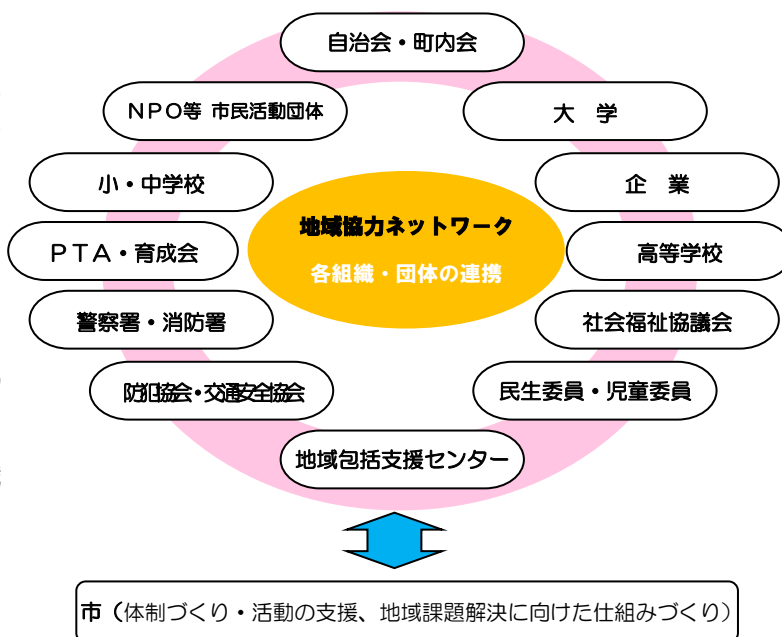 自治会・町内会
NPO等 市民活動団体
大 学
小・中学校
企 業
地域協力ネットワーク
各組織・団体の連携
PTA・育成会
高等学校
警察署・消防署
社会福祉協議会
防犯協会・交通安全協会
民生委員・児童委員
地域包括支援センター
市（体制づくり・活動の支援、地域課題解決に向けた仕組みづくり）